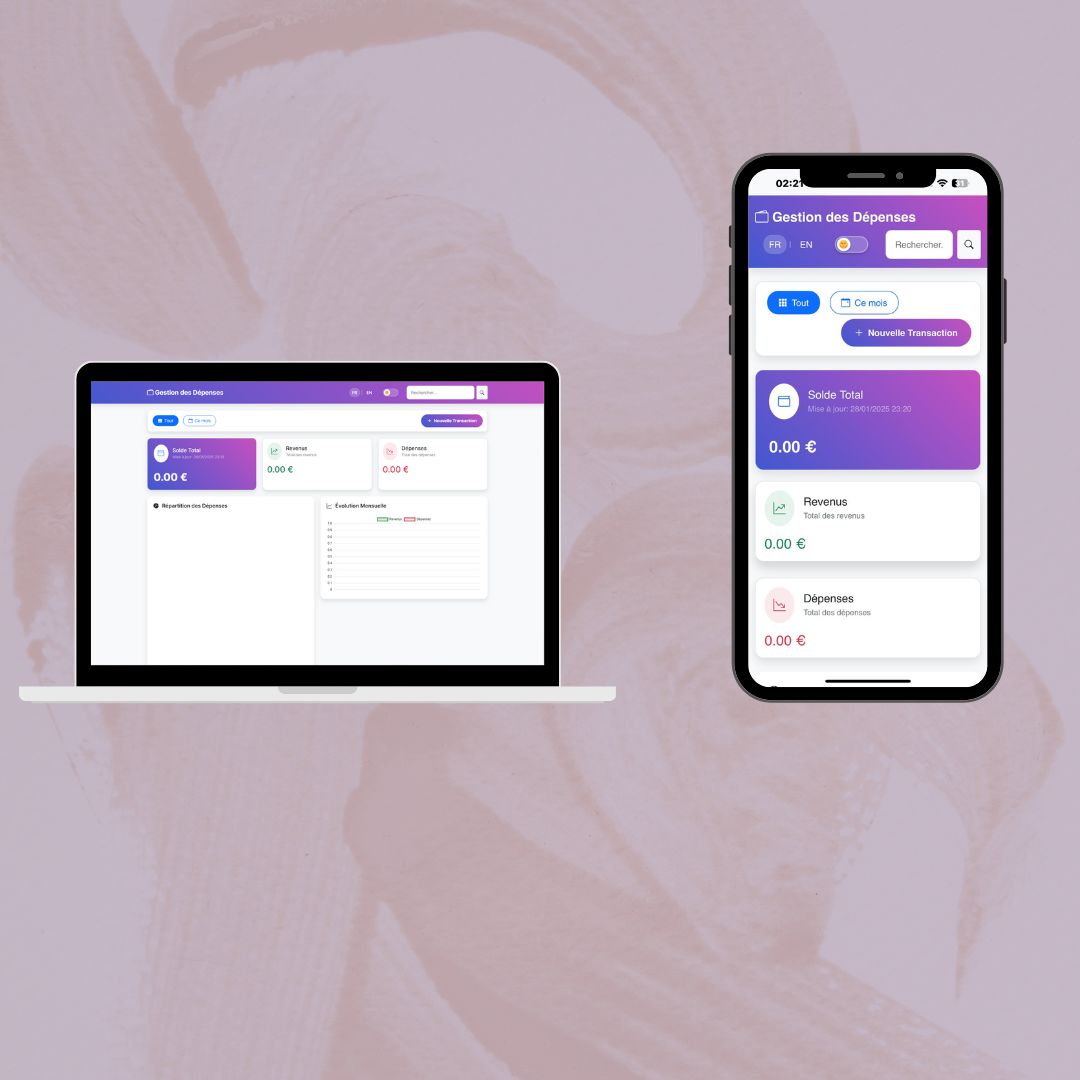 Gestion des Dépenses
FR | EN
Rechercher...
Tout
Ce mois
+ Nouvelle Transaction
Solde Total
0.00 €
Revenus
Total des revenus
0.00 €
Dépenses
Total des dépenses
0.00 €
Répartition des Dépenses
Évolution Mensuelle
Revenus
Dépenses
1.0
0.9
0.8
0.7
0.6
0.5
0.4
0.3
0.2
0.1
0
02:21
31
Gestion des Dépenses
FR | EN
Rechercher.
Tout
Ce mois
+ Nouvelle Transaction
Solde Total
Mise à jour: 28/01/2025 23:20
0.00 €
Revenus
Total des revenus
0.00 €
Dépenses
Total des dépenses
0.00 €